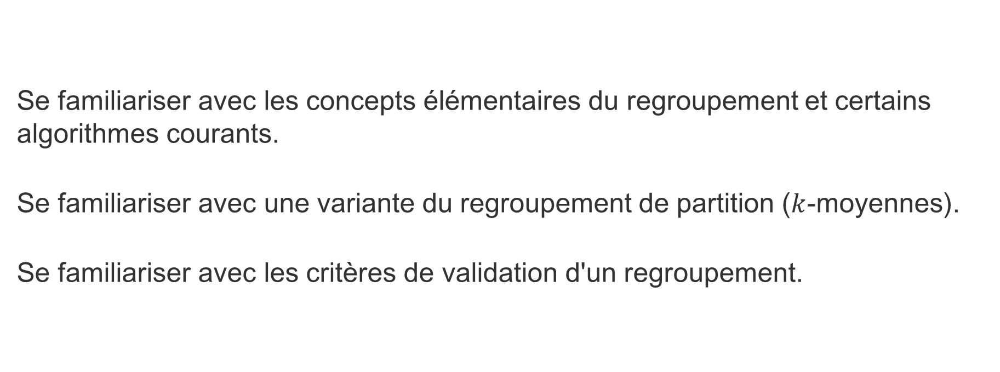 Se familiariser avec les concepts élémentaires du regroupement et certains
algorithmes courants.
Se familiariser avec une variante du regroupement de partition (k-moyennes).
Se familiariser avec les critères de validation d'un regroupement.